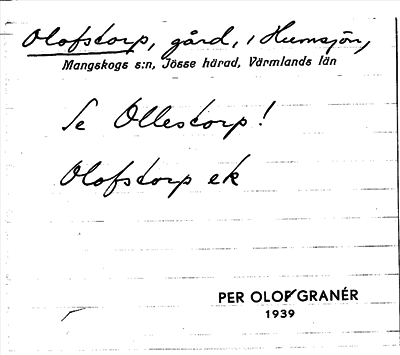 Olofstorp, gård, i Humsjön,
Mangskogs s:n, Jösse härad, Värmlands län
Se Ollestorp!
Olofstorp ek
PER OLOF GRANÉR
1939